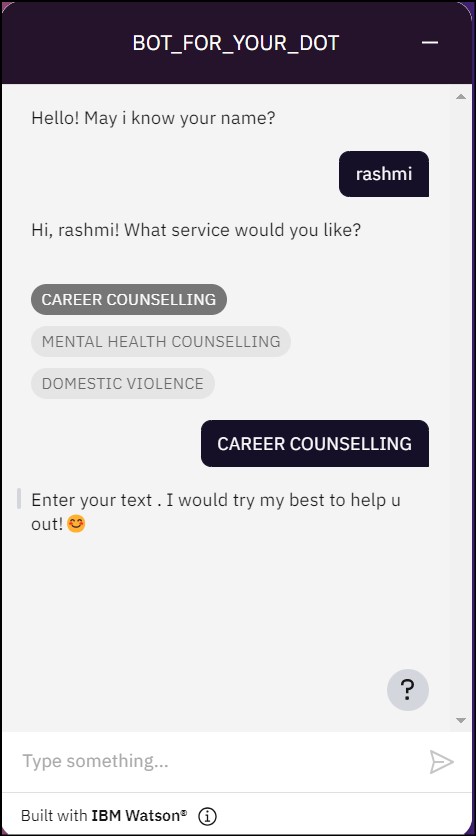 BOT_FOR_YOUR_DOT
Hello! May i know your name?
rashmi
Hi, rashmi! What service would you like?
CAREER COUNSELLING
MENTAL HEALTH COUNSELLING
DOMESTIC VIOLENCE
CAREER COUNSELLING
Enter your text . I would try my best to help u
out!😊
?
Type something...
Built with IBM Watson®